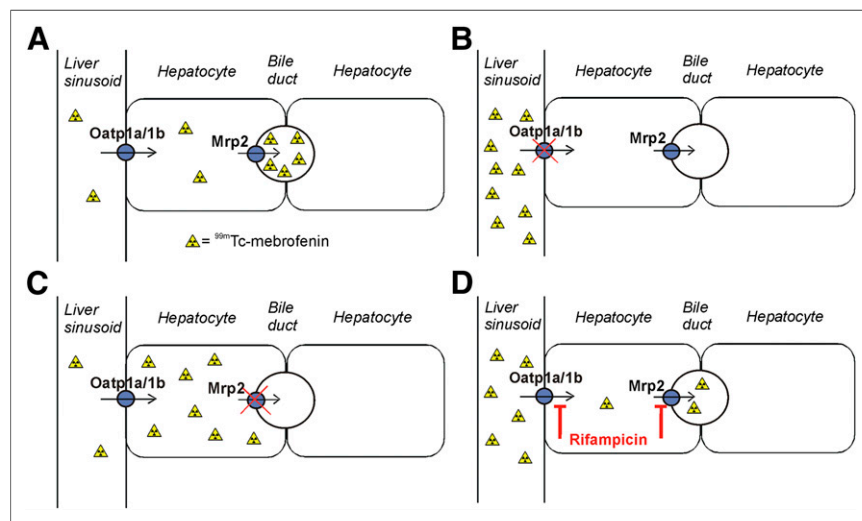 A
Liver
sinusoid
Hepatocyte
Bile
duct
Hepatocyte
Oatp1a/1b
Mrp2
= 99mTc-mebrofenin
B
Liver
sinusoid
Hepatocyte
Bile
duct
Hepatocyte
Oatp1a/1b
Mrp2
C
Liver
sinusoid
Hepatocyte
Bile
duct
Hepatocyte
Oatp1a/1b
Mrp2
D
Liver
sinusoid
Hepatocyte
Bile
duct
Hepatocyte
Oatp1a/1b
Mrp2
Rifampicin